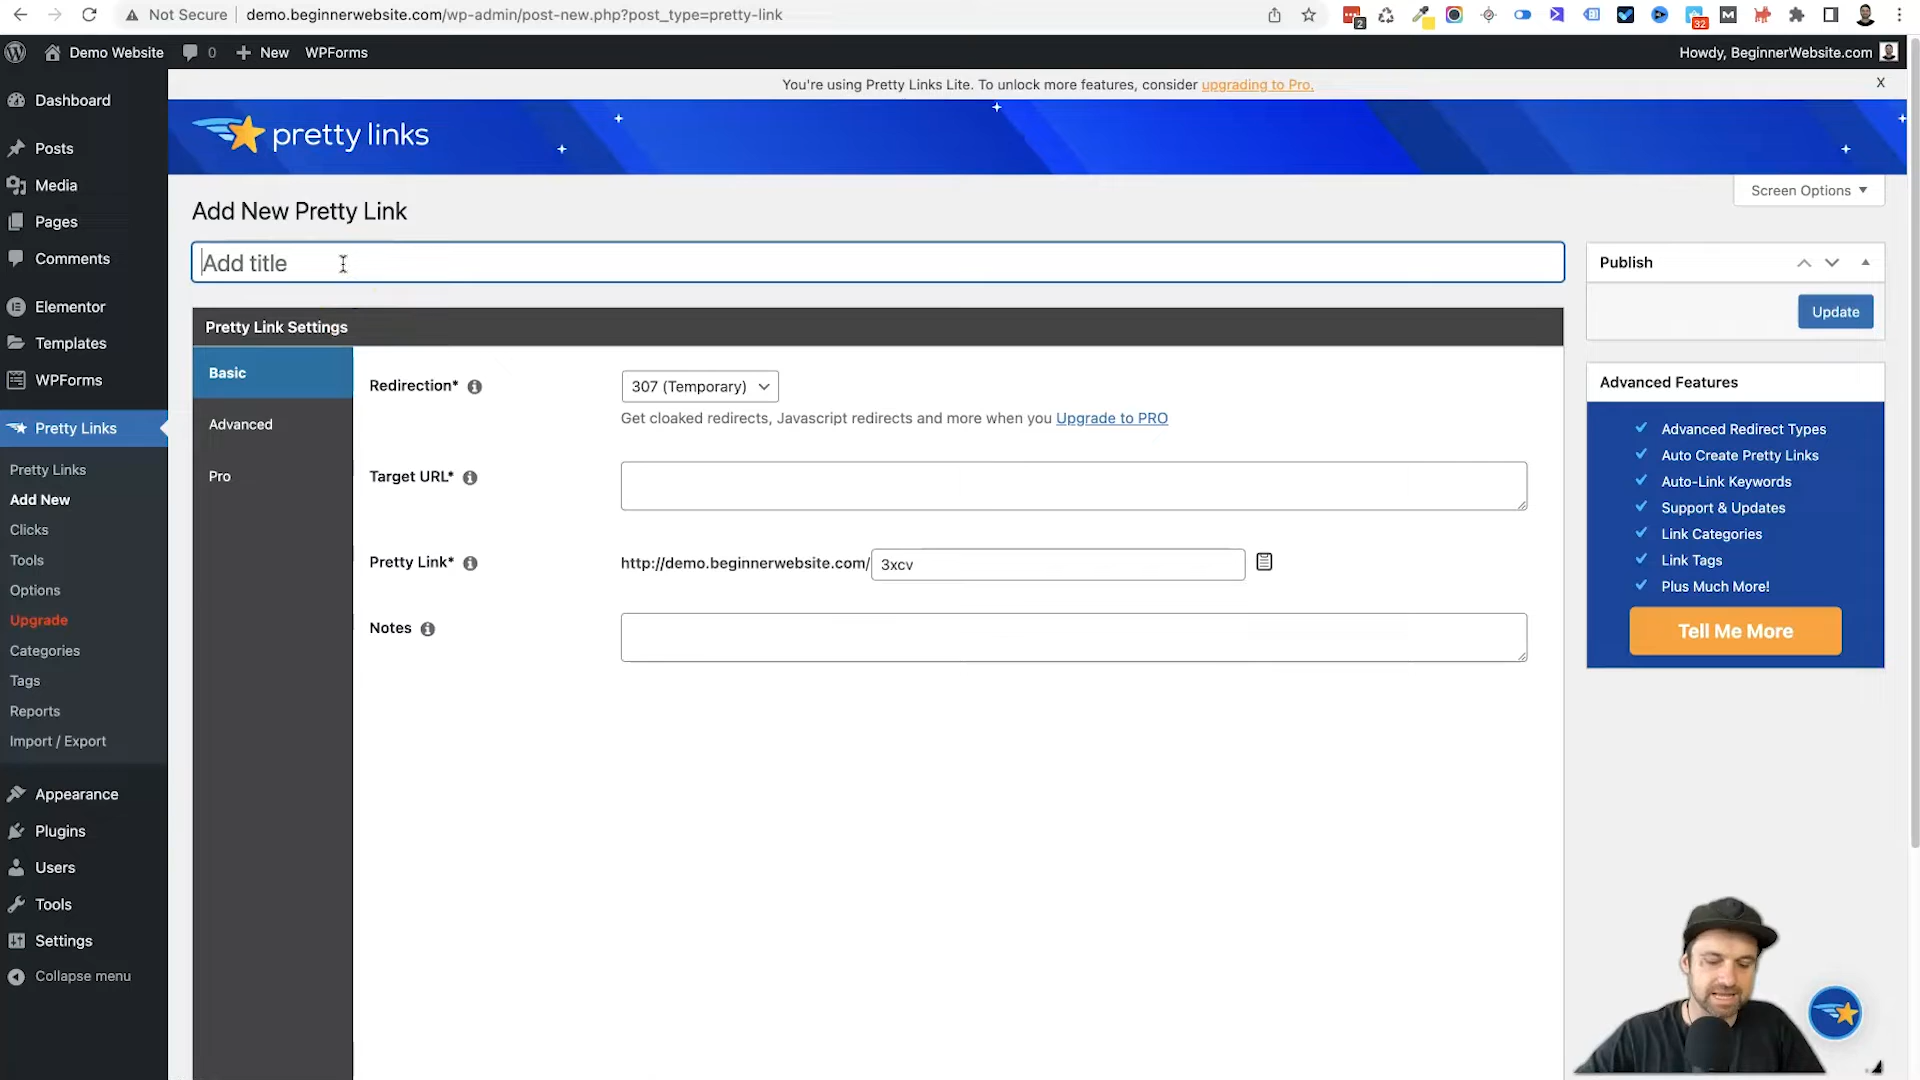 Not Secure
demo.beginnerwebsite.com/wp-admin/post-new.php?post_type=pretty-link
2
32
Demo Website
0
New
WPForms
Howdy, BeginnerWebsite.com
You're using Pretty Links Lite. To unlock more features, consider upgrading to Pro.
X
pretty links
Screen Options
Dashboard
Posts
Media
Pages
Comments
Elementor
Templates
WPForms
Pretty Links
Pretty Links
Add New
Clicks
Tools
Options
Upgrade
Categories
Tags
Reports
Import / Export
Appearance
Plugins
Users
Tools
Settings
Collapse menu
Add New Pretty Link
Add title
Pretty Link Settings
Basic
Advanced
Pro
Redirection*
307 (Temporary)
Get cloaked redirects, Javascript redirects and more when you Upgrade to PRO
Target URL*
Pretty Link*
http://demo.beginnerwebsite.com/
3xcv
Notes
Publish
Update
Advanced Features
Advanced Redirect Types
Auto Create Pretty Links
Auto-Link Keywords
Support & Updates
Link Categories
Link Tags
Plus Much More!
Tell Me More